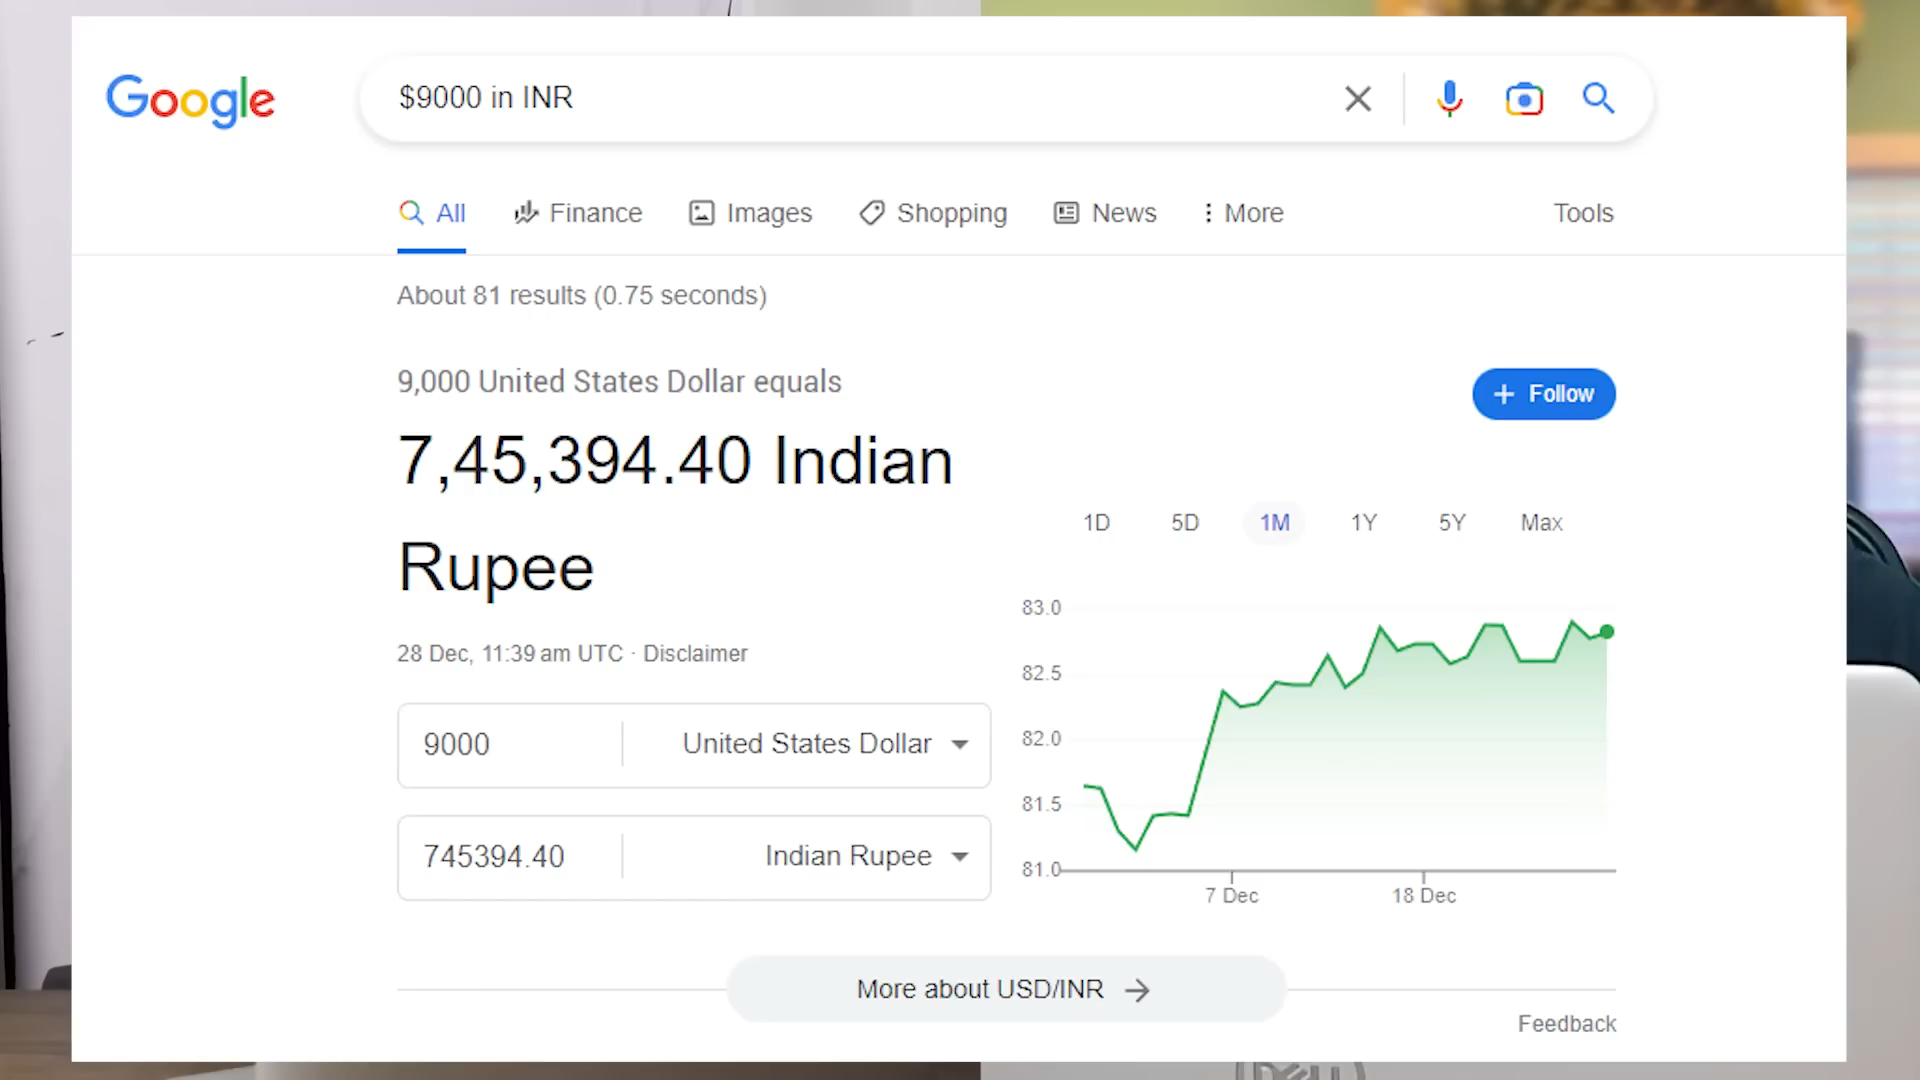 Google
$9000 in INR
All Finance Images Shopping News More Tools
About 81 results (0.75 seconds)
9,000 United States Dollar equals
7,45,394.40 Indian
Rupee
28 Dec, 11:39 am UTC · Disclaimer
9000 United States Dollar
745394.40 Indian Rupee
+ Follow
1D 5D 1M 1Y 5Y Max
83.0
82.5
82.0
81.5
81.0
7 Dec 18 Dec
More about USD/INR →
Feedback